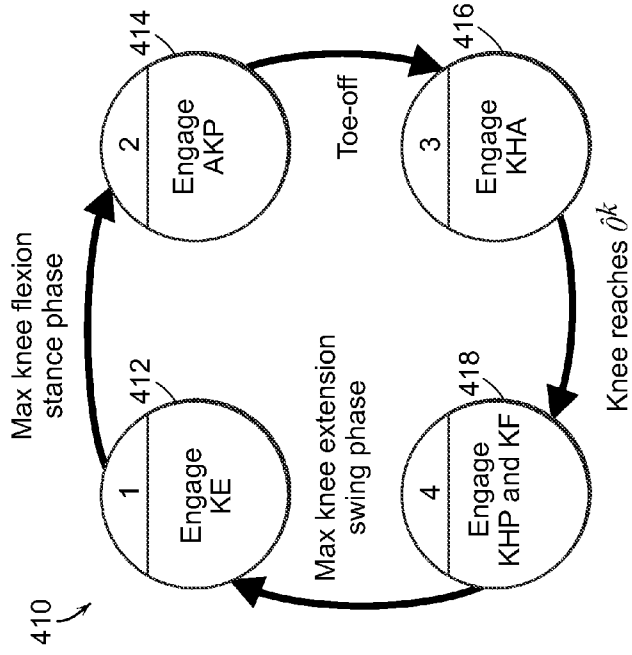 410
Max knee flexion
stance phase
412
1
Engage
KE
414
2
Engage
AKP
Toe-off
416
3
Engage
KHA
Knee reaches θ̂k
418
4
Engage
KHP and KF
Max knee extension
swing phase